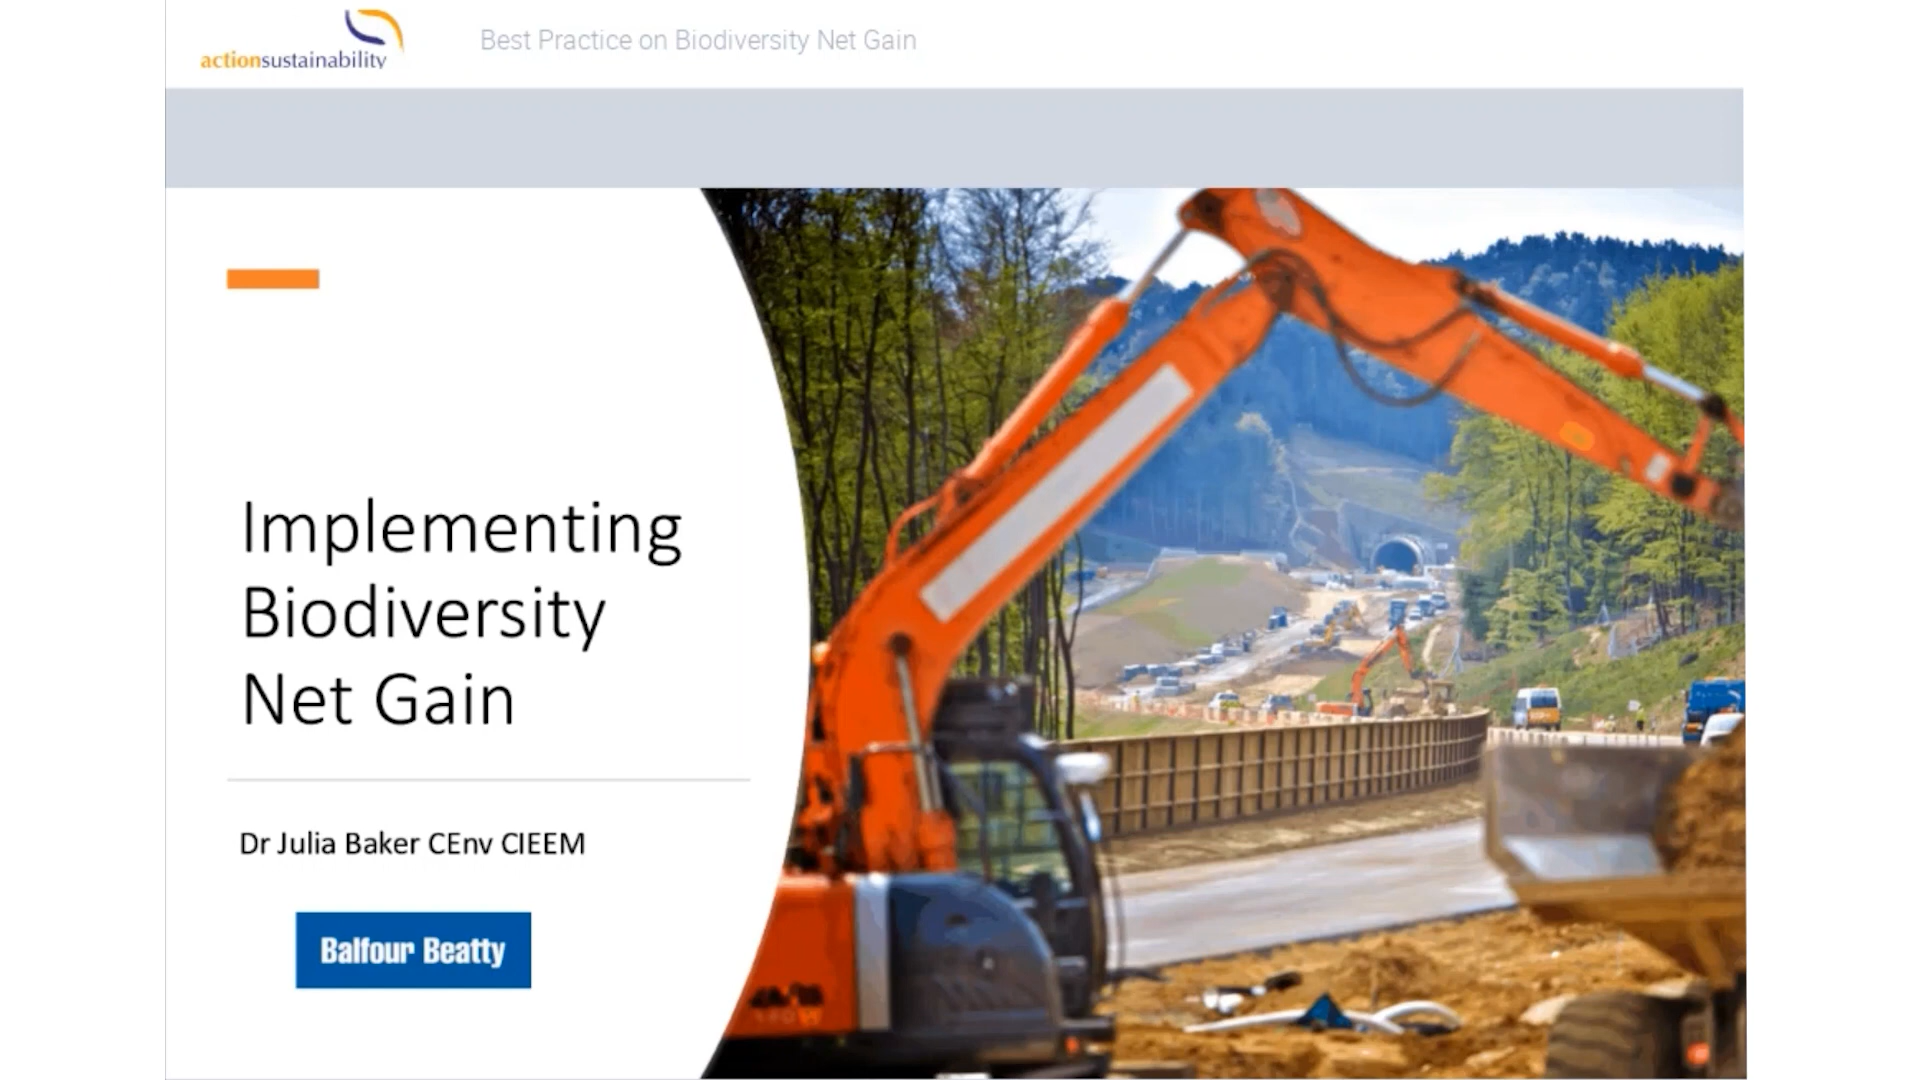 actionsustainability
Best Practice on Biodiversity Net Gain
Implementing
Biodiversity
Net Gain
Dr Julia Baker CEnv CIEEM
Balfour Beatty